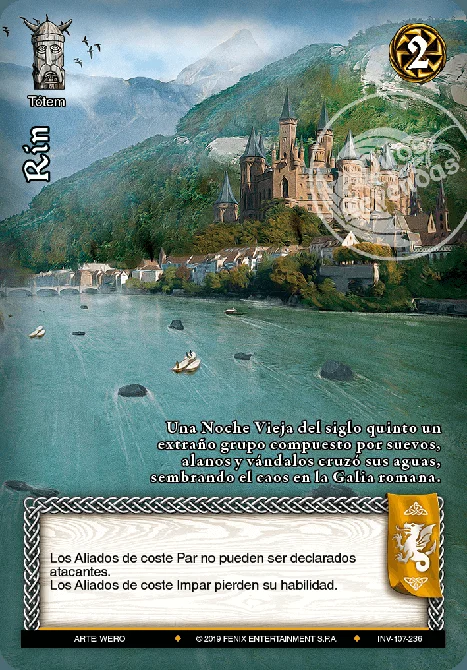 2
Tótem
Rin
Una Noche Vieja del siglo quinto un
extraño grupo compuesto por suevos,
alanos y vándalos cruzó sus aguas,
sembrando el caos en la Galia romana.
Los Aliados de coste Par no pueden ser declarados
atacantes.
Los Aliados de coste Impar pierden su habilidad.
ARTE WERO
© 2019 FENIX ENTERTAINMENT S.P.A
INV-107-236